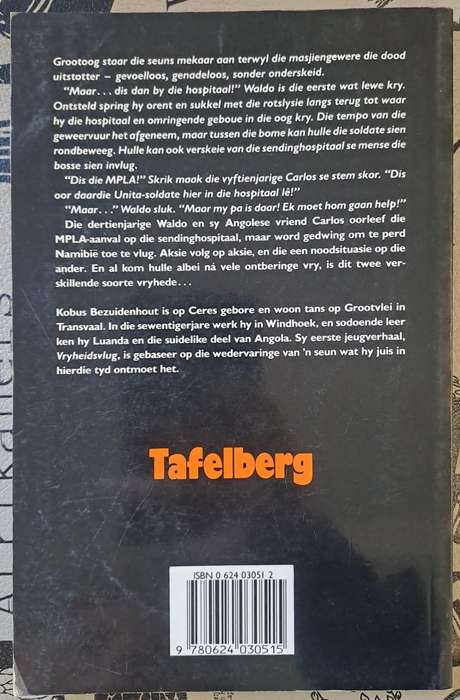 Grootoog staar die seuns mekaar aan terwyl die masjiengewere die dood
uitstotter – gevoelloos, genadeloos, sonder onderskeid.
“Maar. . . dis dan by die hospitaal!” Waldo is die eerste wat lewe kry.
Ontsteld spring hy orent en sukkel met die rotslysie langs terug tot waar
hy die hospitaal en omringende geboue in die oog kry. Die tempo van die
geweervuur het afgeneem, maar tussen die bome kan hulle die soldate sien
rondbeweeg. Hulle kan ook verskeie van die sendinghospitaal se mense die
bosse sien invlug.
“Dis die MPLA!” Skrik maak die vyftienjarige Carlos se stem skor. “Dis
oor daardie Unita-soldate hier in die hospitaal lê!”
“Maar. . .” Waldo sluk. “Maar my pa is daar! Ek moet hom gaan help!”
Die dertienjarige Waldo en sy Angolese vriend Carlos oorleef die
MPLA-aanval op die sendinghospitaal, maar word gedwing om te perd
Namibië toe te vlug. Aksie volg op aksie, en die een noodsituasie op die
ander. En al kom hulle albei ná vele ontberinge vry, is dit twee ver-
skillende soorte vryhede. . .
Kobus Bezuidenhout is op Ceres gebore en woon tans op Grootvlei in
Transvaal. In die sewentigerjare werk hy in Windhoek, en sodoende leer
ken hy Luanda en die suidelike deel van Angola. Sy eerste jeugverhaal,
Vryheidsvlug, is gebaseer op die wedervaringe van ’n seun wat hy juis in
hierdie tyd ontmoet het.
Tafelberg
ISBN 0 624 03051 2
9 780624 030515